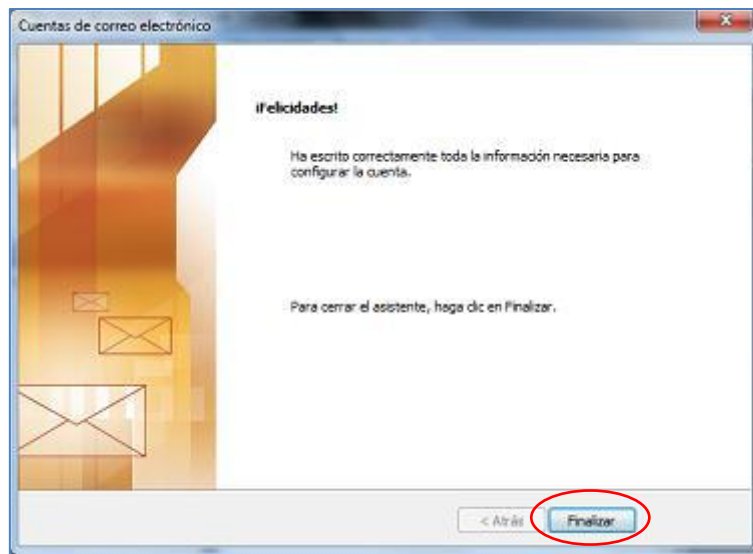 Cuentas de correo electrónico
¡Felicidades!
Ha escrito correctamente toda la información necesaria para
configurar la cuenta.
Para cerrar el asistente, haga clic en Finalizar.
< Atrás
Finalizar